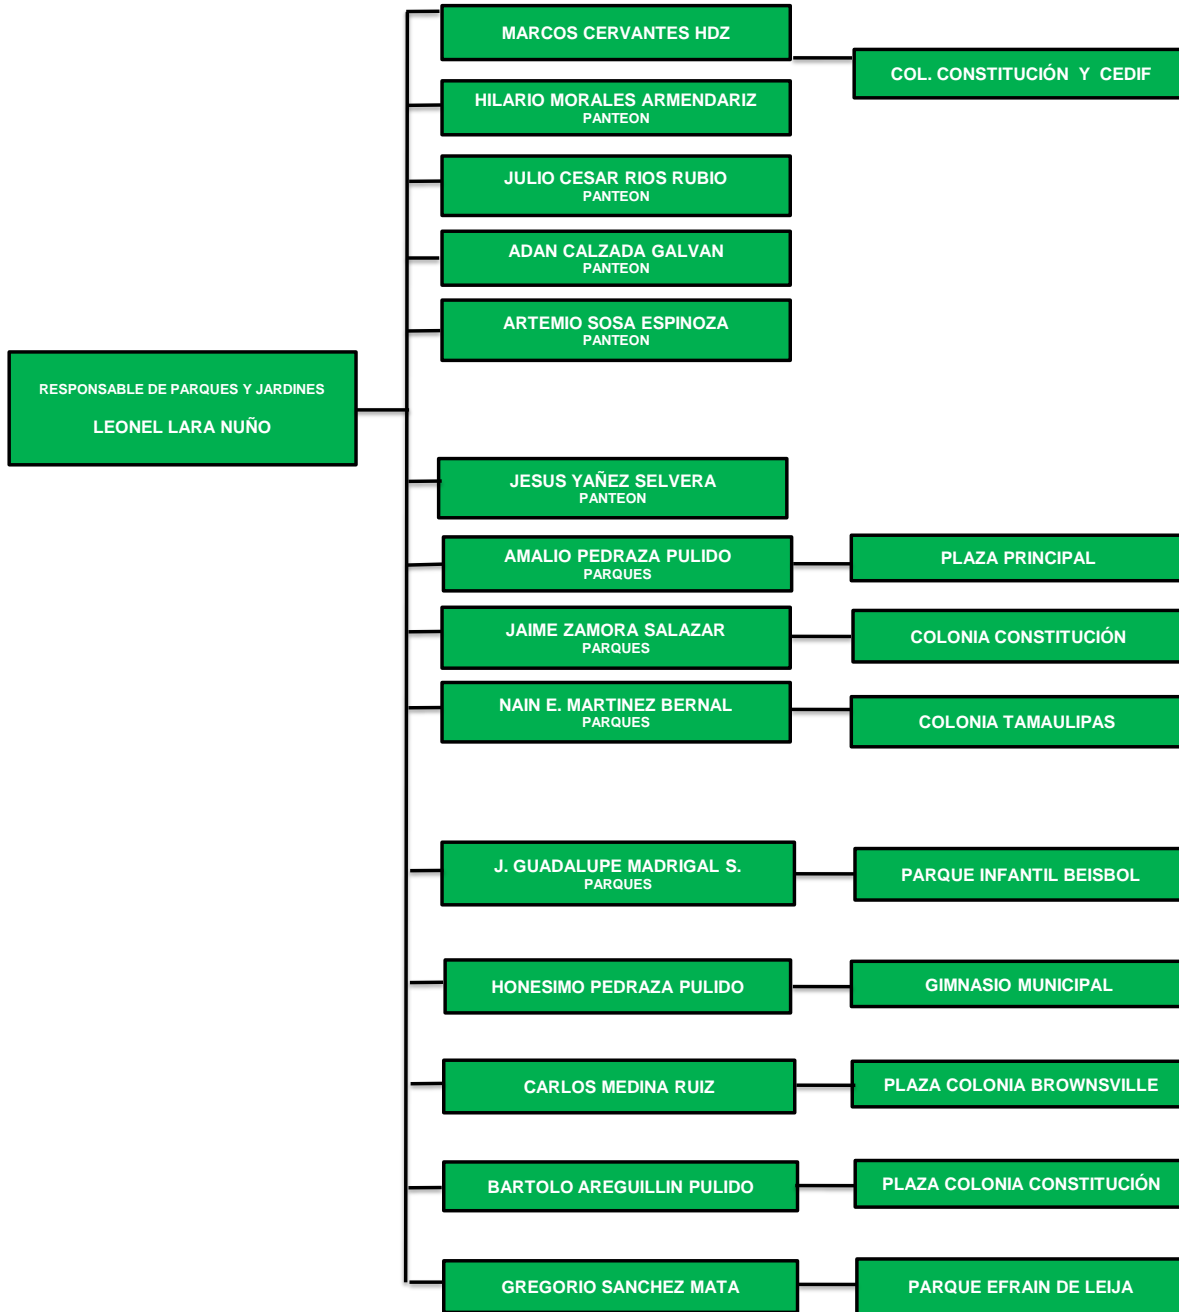 MARCOS CERVANTES HDZ
COL. CONSTITUCIÓN Y CEDIF
HILARIO MORALES ARMENDARIZ
PANTEON
JULIO CESAR RIOS RUBIO
PANTEON
ADAN CALZADA GALVAN
PANTEON
ARTEMIO SOSA ESPINOZA
PANTEON
RESPONSABLE DE PARQUES Y JARDINES
LEONEL LARA NUÑO
JESUS YAÑEZ SELVERA
PANTEON
AMALIO PEDRAZA PULIDO
PARQUES
PLAZA PRINCIPAL
JAIME ZAMORA SALAZAR
PARQUES
COLONIA CONSTITUCIÓN
NAIN E. MARTINEZ BERNAL
PARQUES
COLONIA TAMAULIPAS
J. GUADALUPE MADRIGAL S.
PARQUES
PARQUE INFANTIL BEISBOL
HONESIMO PEDRAZA PULIDO
GIMNASIO MUNICIPAL
CARLOS MEDINA RUIZ
PLAZA COLONIA BROWNSVILLE
BARTOLO AREGUILLIN PULIDO
PLAZA COLONIA CONSTITUCIÓN
GREGORIO SANCHEZ MATA
PARQUE EFRAIN DE LEIJA